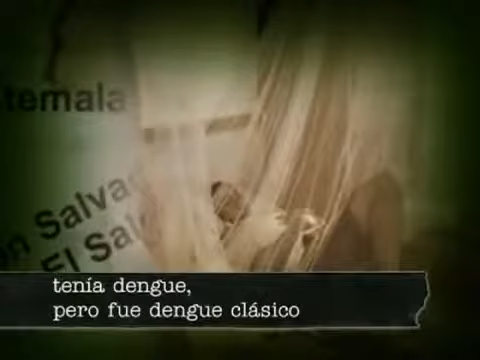 temala
n Salva
El Sal
tenía dengue,
pero fue dengue clásico